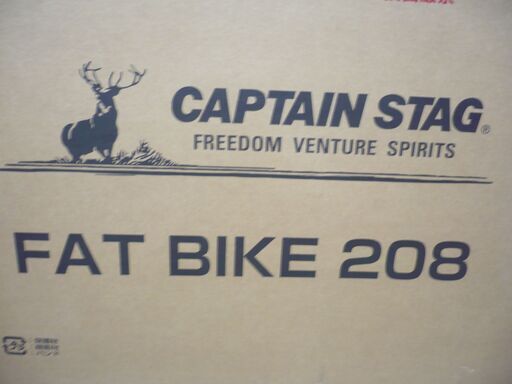 CAPTAIN STAG®
FREEDOM VENTURE SPIRITS
FAT BIKE 208